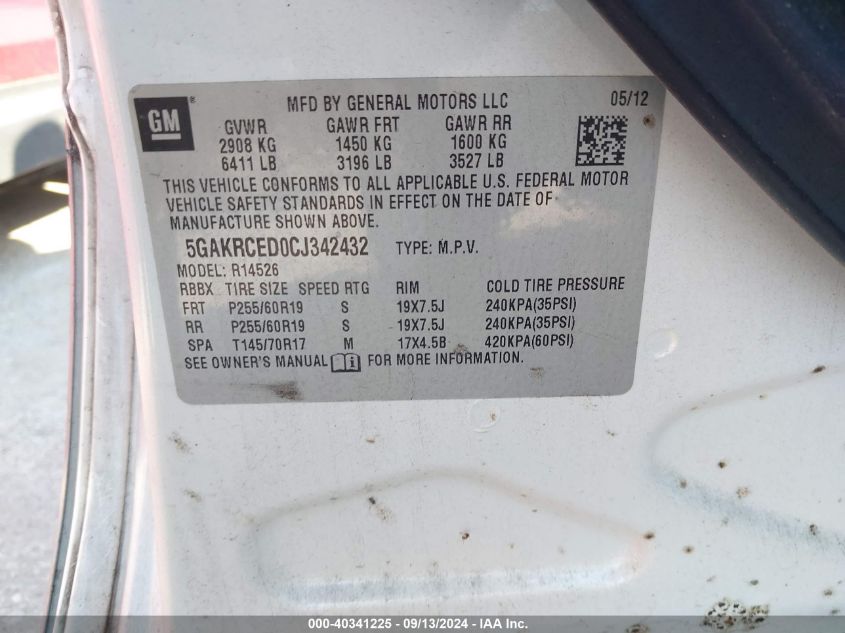 GM ®
MFD BY GENERAL MOTORS LLC 05/12
GVWR GAWR FRT GAWR RR
2908 KG 1450 KG 1600 KG
6411 LB 3196 LB 3527 LB
THIS VEHICLE CONFORMS TO ALL APPLICABLE U.S. FEDERAL MOTOR
VEHICLE SAFETY STANDARDS IN EFFECT ON THE DATE OF
MANUFACTURE SHOWN ABOVE.
5GAKRCED0CJ342432 TYPE: M.P.V.
MODEL: R14526
RBBX TIRE SIZE SPEED RTG RIM COLD TIRE PRESSURE
FRT P255/60R19 S 19X7.5J 240KPA(35PSI)
RR P255/60R19 S 19X7.5J 240KPA(35PSI)
SPA T145/70R17 M 17X4.5B 420KPA(60PSI)
SEE OWNER'S MANUAL FOR MORE INFORMATION.
000-40341225 - 09/13/2024 - IAA Inc.